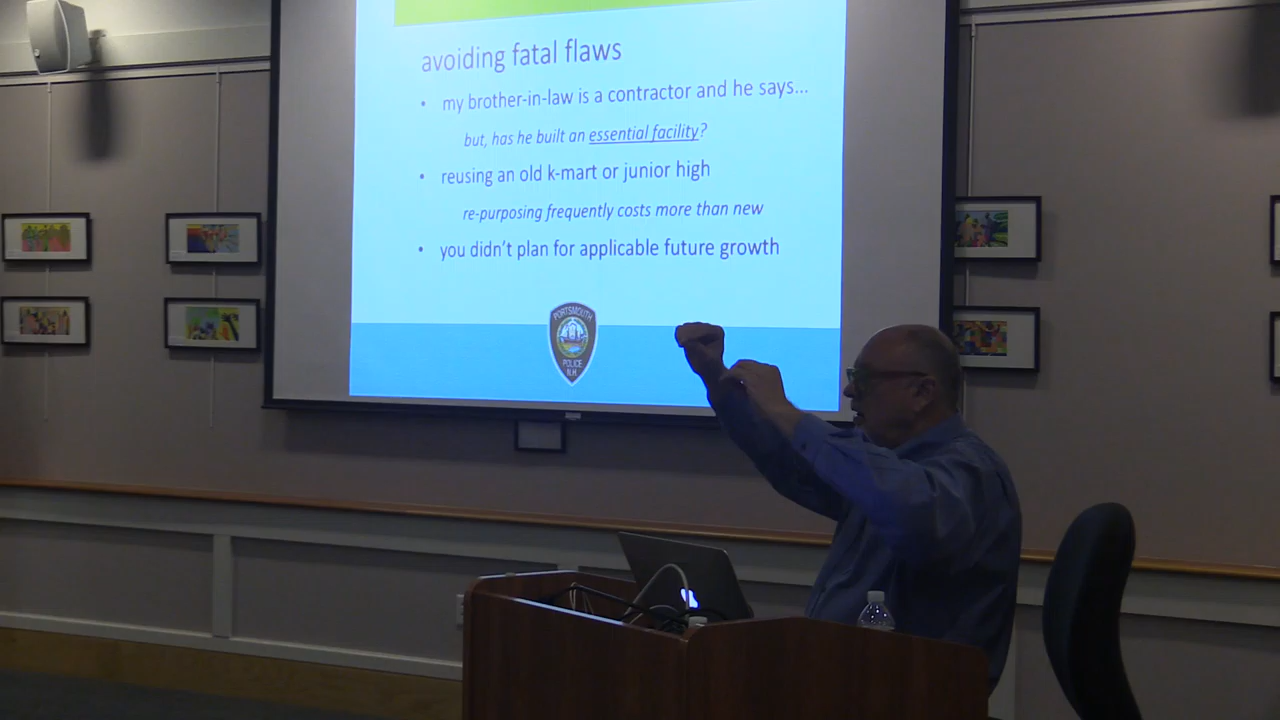 avoiding fatal flaws
• my brother-in-law is a contractor and he says...
but, has he built an essential facility?
• reusing an old k-mart or junior high
re-purposing frequently costs more than new
• you didn't plan for applicable future growth
PORTSMOUTH
POLICE
N.H.